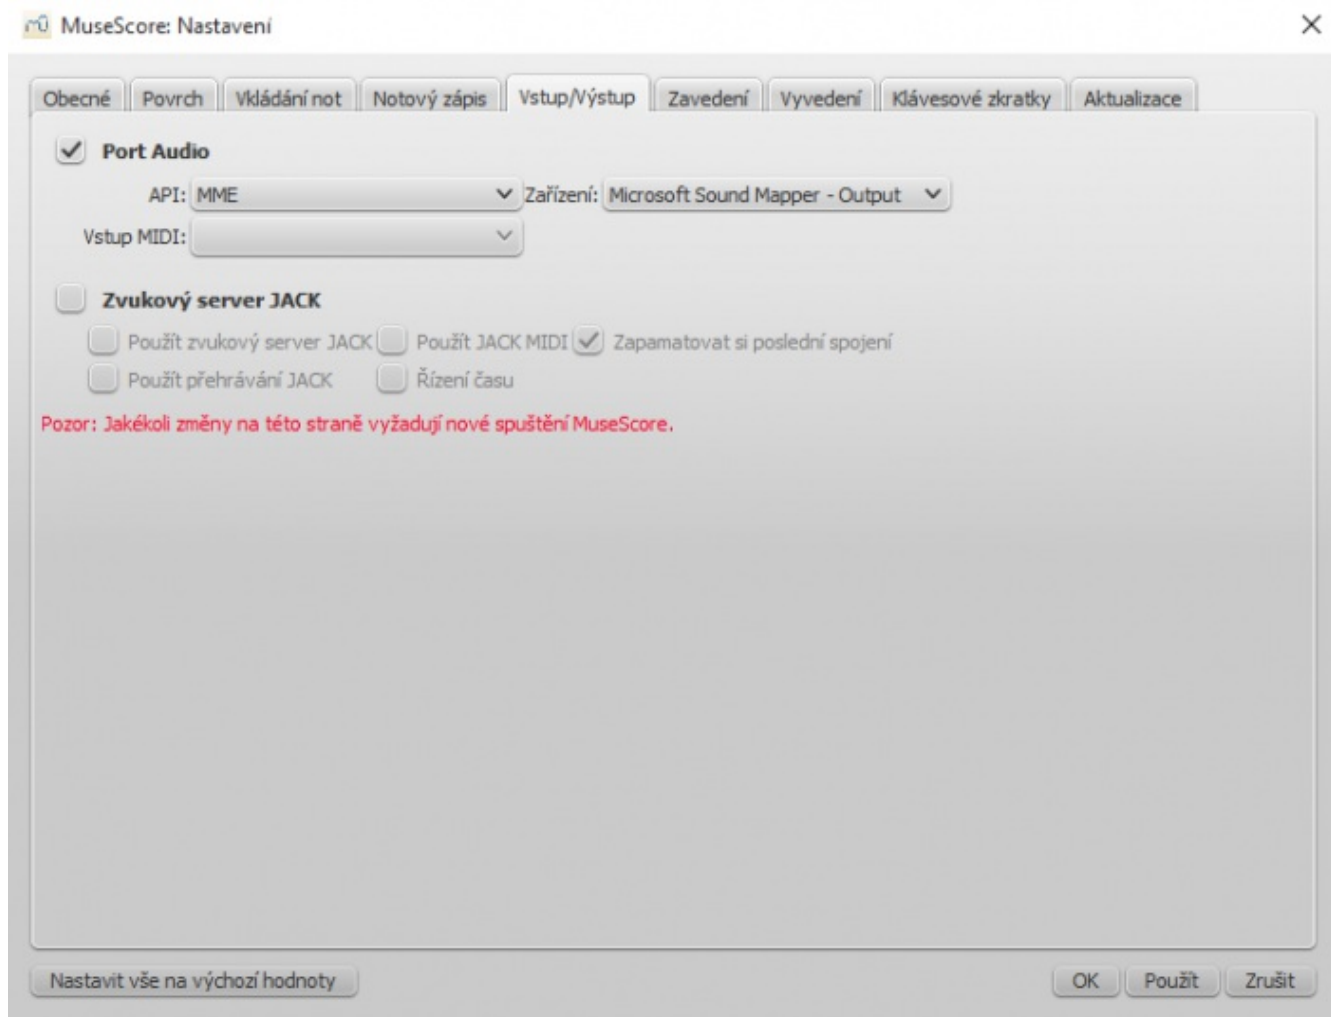 MuseScore: Nastavení
Obecné Povrch Vkládání not Notový zápis Vstup/Výstup Zavedení Vyvedení Klávesové zkratky Aktualizace
Port Audio
API: MME Zařízení: Microsoft Sound Mapper - Output
Vstup MIDI:
Zvukový server JACK
Použít zvukový server JACK Použít JACK MIDI Zapamatovat si poslední spojení
Použít přehrávání JACK Řízení času
Pozor: Jakékoli změny na této straně vyžadují nové spuštění MuseScore.
Nastavit vše na výchozí hodnoty OK Použít Zrušit